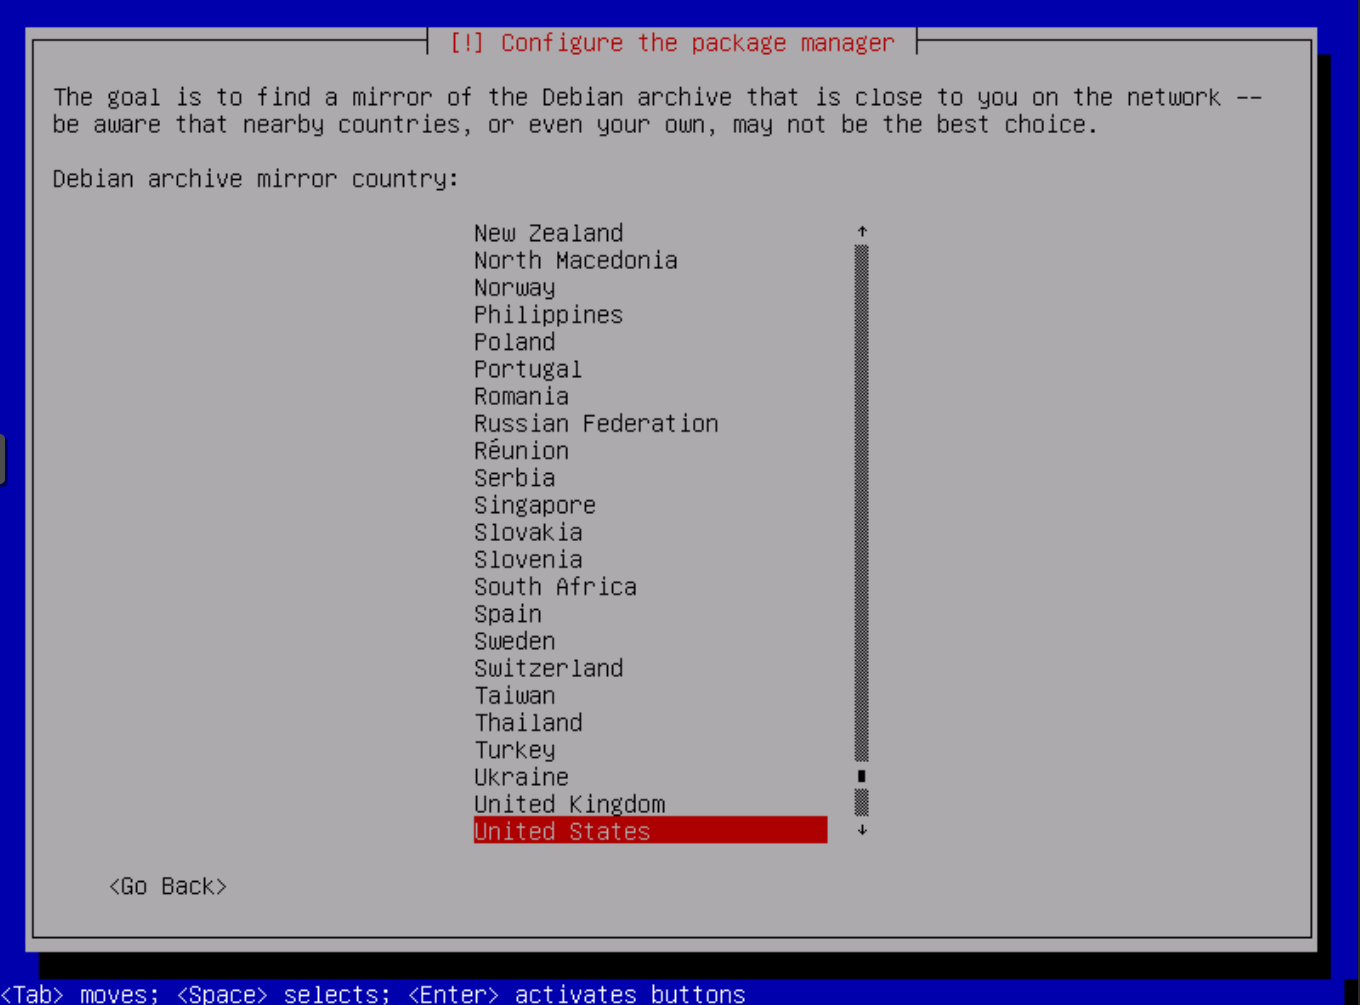 [!] Configure the package manager
The goal is to find a mirror of the Debian archive that is close to you on the network --
be aware that nearby countries, or even your own, may not be the best choice.
Debian archive mirror country:
New Zealand
North Macedonia
Norway
Philippines
Poland
Portugal
Romania
Russian Federation
Réunion
Serbia
Singapore
Slovakia
Slovenia
South Africa
Spain
Sweden
Switzerland
Taiwan
Thailand
Turkey
Ukraine
United Kingdom
United States
<Go Back>
<Tab> moves; <Space> selects; <Enter> activates buttons